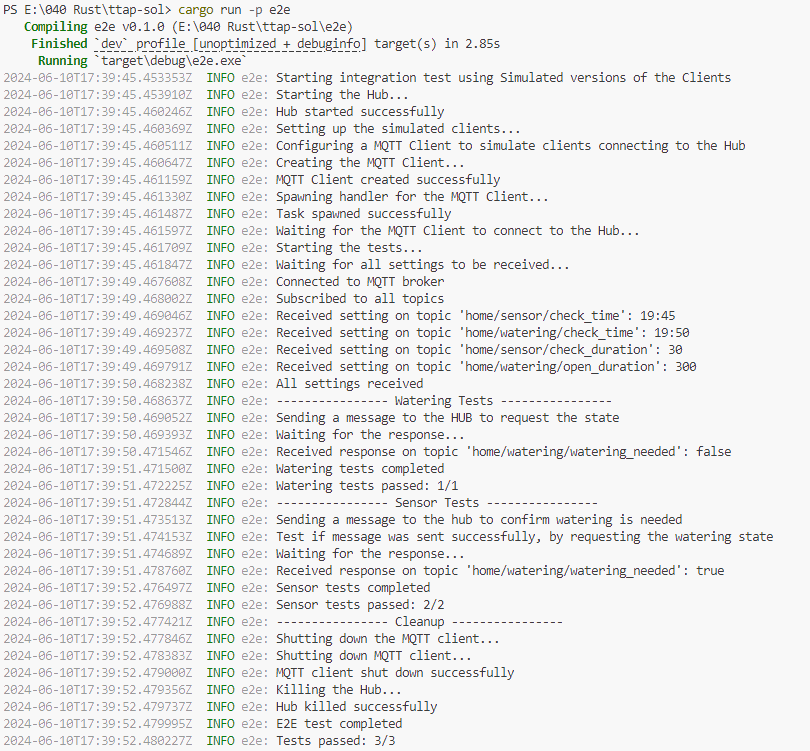 PS E:\040 Rust\ttap-sol> cargo run -p e2e
   Compiling e2e v0.1.0 (E:\040 Rust\ttap-sol\e2e)
    Finished `dev` profile [unoptimized + debuginfo] target(s) in 2.85s
     Running `target\debug\e2e.exe`
2024-06-10T17:39:45.453353Z  INFO e2e: Starting integration test using Simulated versions of the Clients
2024-06-10T17:39:45.453910Z  INFO e2e: Starting the Hub...
2024-06-10T17:39:45.460246Z  INFO e2e: Hub started successfully
2024-06-10T17:39:45.460369Z  INFO e2e: Setting up the simulated clients...
2024-06-10T17:39:45.460511Z  INFO e2e: Configuring a MQTT Client to simulate clients connecting to the Hub
2024-06-10T17:39:45.460647Z  INFO e2e: Creating the MQTT Client...
2024-06-10T17:39:45.461159Z  INFO e2e: MQTT Client created successfully
2024-06-10T17:39:45.461330Z  INFO e2e: Spawning handler for the MQTT Client...
2024-06-10T17:39:45.461487Z  INFO e2e: Task spawned successfully
2024-06-10T17:39:45.461597Z  INFO e2e: Waiting for the MQTT Client to connect to the Hub...
2024-06-10T17:39:45.461709Z  INFO e2e: Starting the tests...
2024-06-10T17:39:45.461847Z  INFO e2e: Waiting for all settings to be received...
2024-06-10T17:39:49.467608Z  INFO e2e: Connected to MQTT broker
2024-06-10T17:39:49.468002Z  INFO e2e: Subscribed to all topics
2024-06-10T17:39:49.469046Z  INFO e2e: Received setting on topic 'home/sensor/check_time': 19:45
2024-06-10T17:39:49.469237Z  INFO e2e: Received setting on topic 'home/watering/check_time': 19:50
2024-06-10T17:39:49.469508Z  INFO e2e: Received setting on topic 'home/sensor/check_duration': 30
2024-06-10T17:39:49.469791Z  INFO e2e: Received setting on topic 'home/watering/open_duration': 300
2024-06-10T17:39:50.468238Z  INFO e2e: All settings received
2024-06-10T17:39:50.468637Z  INFO e2e: ---------------- Watering Tests ----------------
2024-06-10T17:39:50.469052Z  INFO e2e: Sending a message to the HUB to request the state
2024-06-10T17:39:50.469393Z  INFO e2e: Waiting for the response...
2024-06-10T17:39:50.471546Z  INFO e2e: Received response on topic 'home/watering/watering_needed': false
2024-06-10T17:39:51.471500Z  INFO e2e: Watering tests completed
2024-06-10T17:39:51.472225Z  INFO e2e: Watering tests passed: 1/1
2024-06-10T17:39:51.472844Z  INFO e2e: ---------------- Sensor Tests ----------------
2024-06-10T17:39:51.473513Z  INFO e2e: Sending a message to the hub to confirm watering is needed
2024-06-10T17:39:51.474153Z  INFO e2e: Test if message was sent successfully, by requesting the watering state
2024-06-10T17:39:51.474689Z  INFO e2e: Waiting for the response...
2024-06-10T17:39:51.478760Z  INFO e2e: Received response on topic 'home/watering/watering_needed': true
2024-06-10T17:39:52.476497Z  INFO e2e: Sensor tests completed
2024-06-10T17:39:52.476988Z  INFO e2e: Sensor tests passed: 2/2
2024-06-10T17:39:52.477421Z  INFO e2e: ---------------- Cleanup ----------------
2024-06-10T17:39:52.477846Z  INFO e2e: Shutting down the MQTT client...
2024-06-10T17:39:52.478383Z  INFO e2e: Shutting down MQTT client...
2024-06-10T17:39:52.479000Z  INFO e2e: MQTT client shut down successfully
2024-06-10T17:39:52.479356Z  INFO e2e: Killing the Hub...
2024-06-10T17:39:52.479737Z  INFO e2e: Hub killed successfully
2024-06-10T17:39:52.479995Z  INFO e2e: E2E test completed
2024-06-10T17:39:52.480227Z  INFO e2e: Tests passed: 3/3